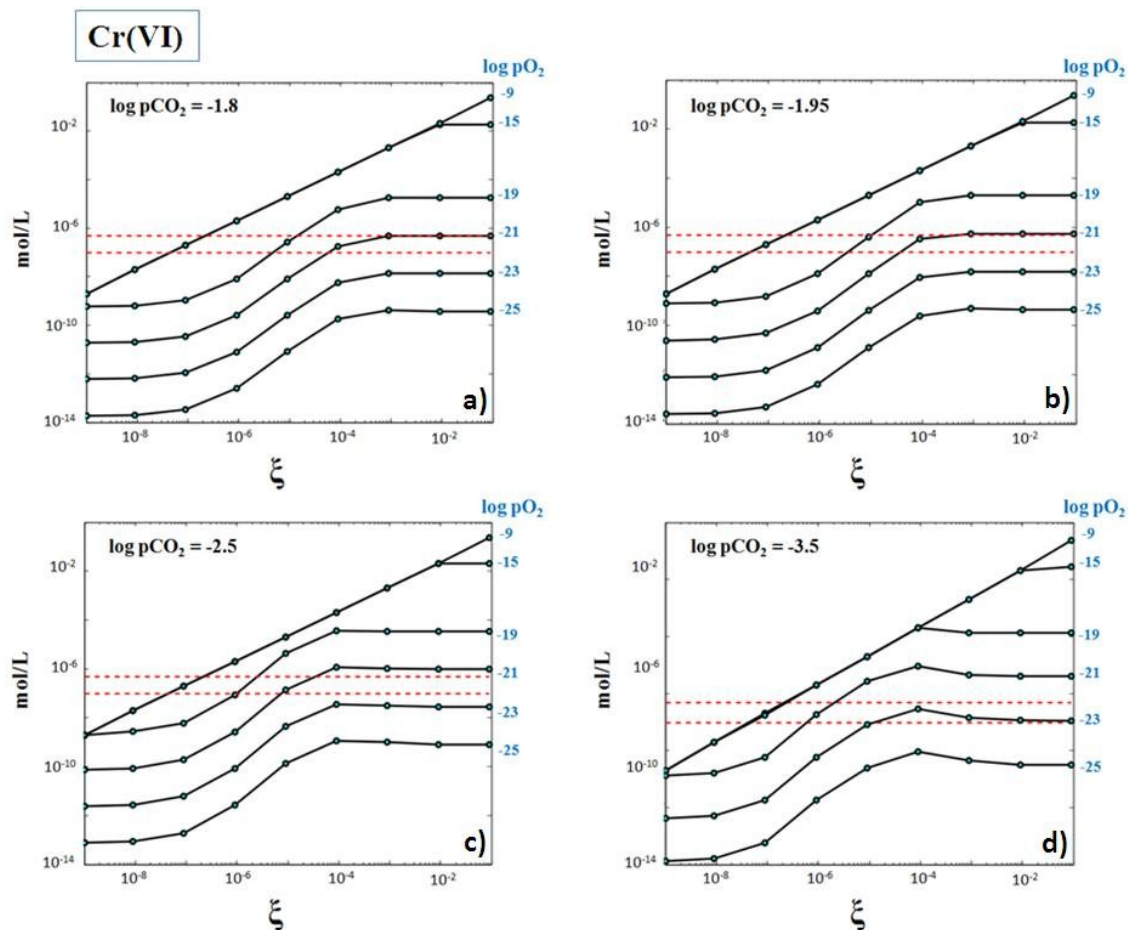 Cr(VI)
log pO₂
log pCO₂ = -1.8
-9
-15
-19
-21
-23
-25
10⁻²
10⁻⁶
10⁻¹⁰
10⁻¹⁴
mol/L
a)
10⁻⁸ 10⁻⁶ 10⁻⁴ 10⁻²
ξ
log pO₂
log pCO₂ = -1.95
-9
-15
-19
-21
-23
-25
10⁻²
10⁻⁶
10⁻¹⁰
10⁻¹⁴
mol/L
b)
10⁻⁸ 10⁻⁶ 10⁻⁴ 10⁻²
ξ
log pO₂
log pCO₂ = -2.5
-9
-15
-19
-21
-23
-25
10⁻²
10⁻⁶
10⁻¹⁰
10⁻¹⁴
mol/L
c)
10⁻⁸ 10⁻⁶ 10⁻⁴ 10⁻²
ξ
log pO₂
log pCO₂ = -3.5
-9
-15
-19
-21
-23
-25
10⁻²
10⁻⁶
10⁻¹⁰
10⁻¹⁴
mol/L
d)
10⁻⁸ 10⁻⁶ 10⁻⁴ 10⁻²
ξ